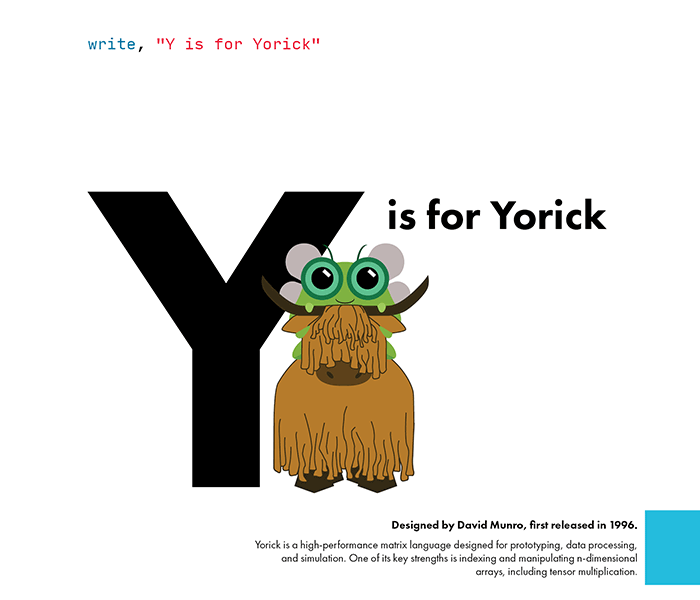 write, "Y is for Yorick"
Y is for Yorick
Designed by David Munro, first released in 1996.
Yorick is a high-performance matrix language designed for prototyping, data processing,
and simulation. One of its key strengths is indexing and manipulating n-dimensional
arrays, including tensor multiplication.